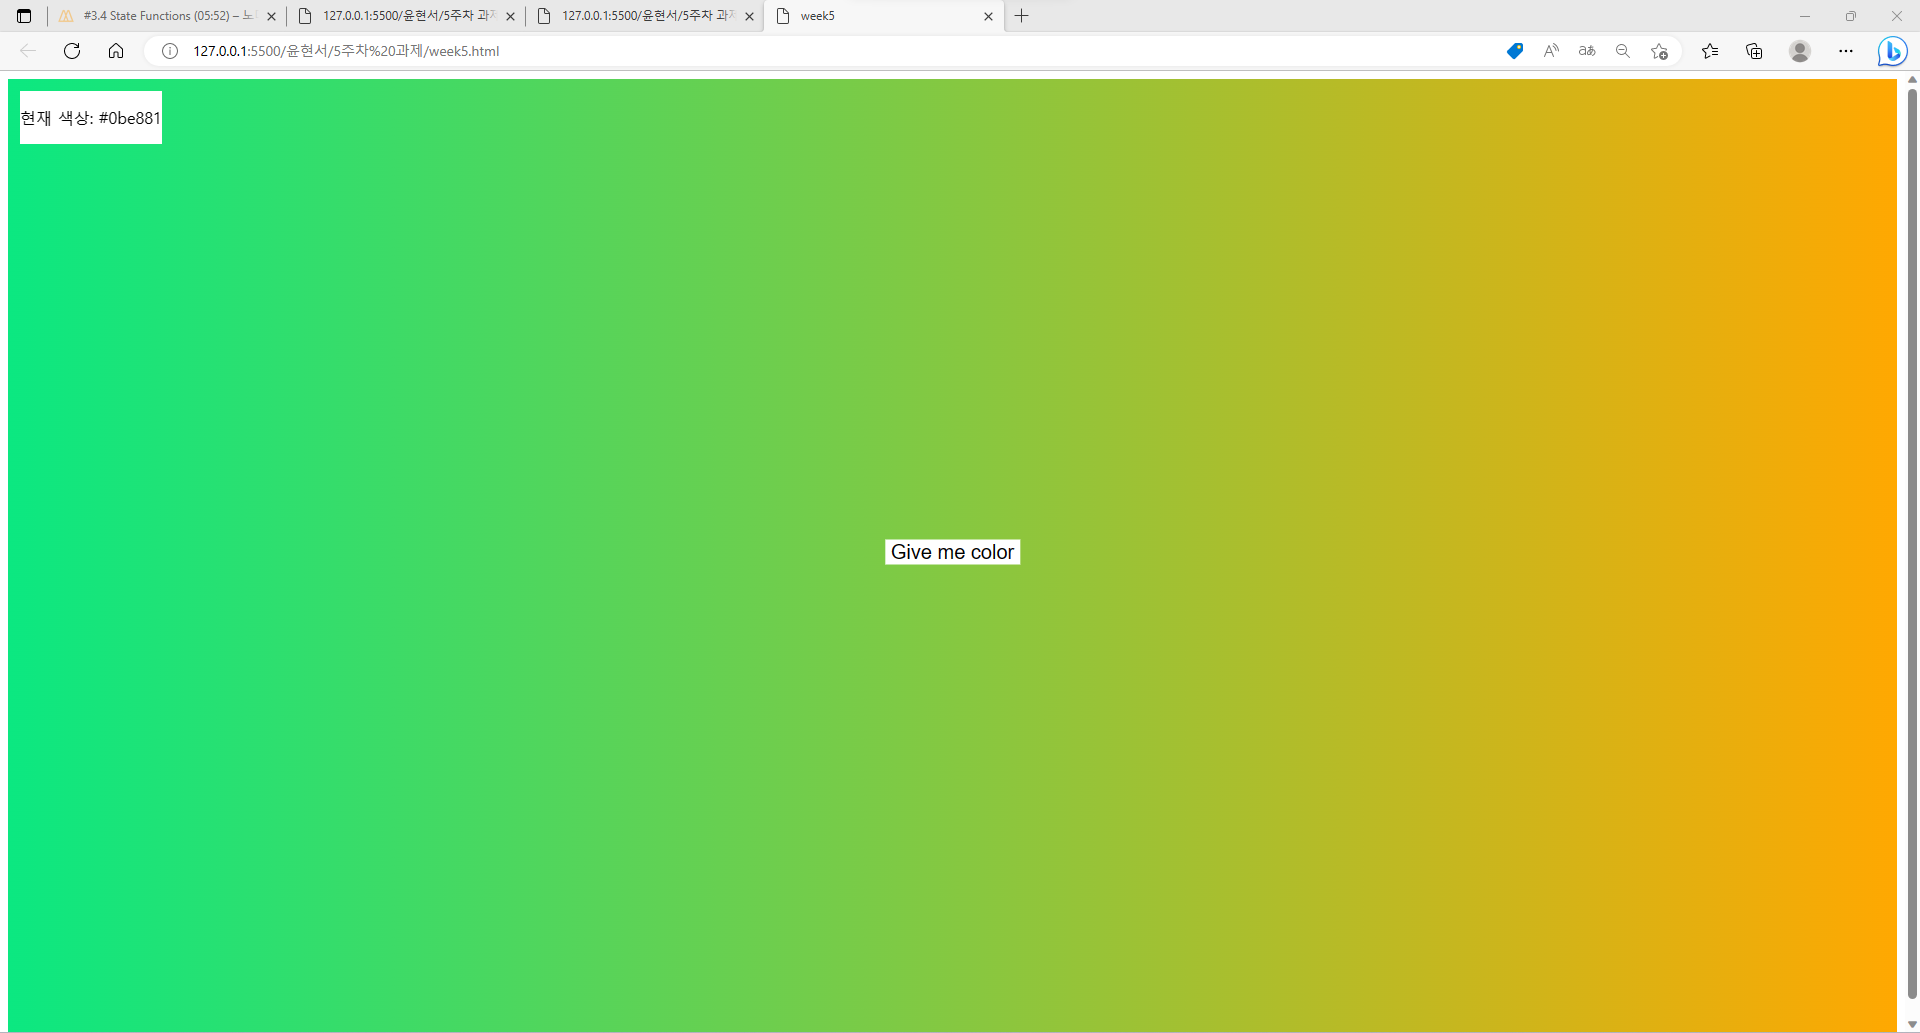 #3.4 State Functions (05:52) – 노
127.0.0.1:5500/윤현서/5주차 과제
127.0.0.1:5500/윤현서/5주차 과제
week5
127.0.0.1:5500/윤현서/5주차%20과제/week5.html
현재 색상: #0be881
Give me color